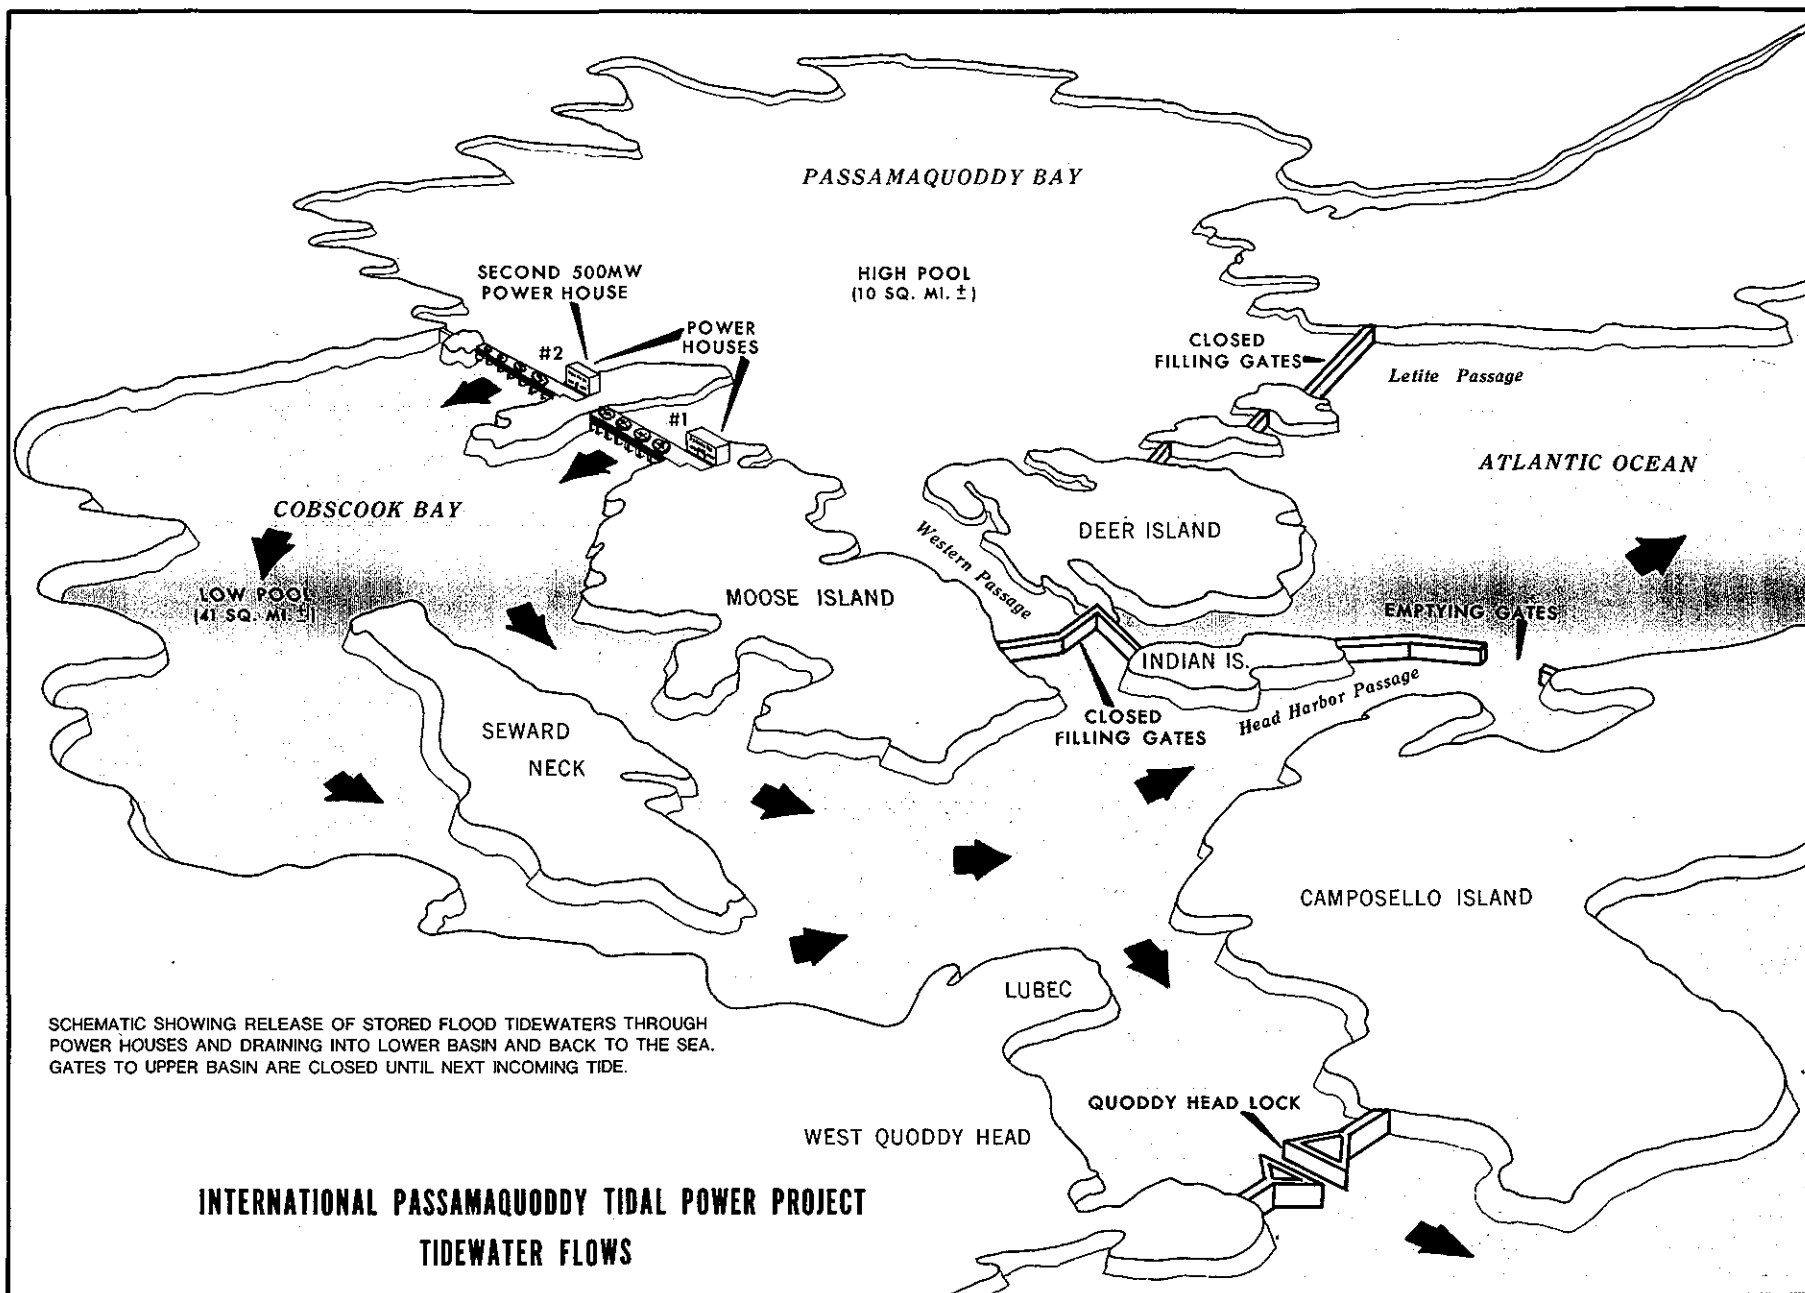 PASSAMAQUODDY BAY
SECOND 500MW
POWER HOUSE
HIGH POOL
(10 SQ. MI. ±)
POWER
HOUSES
#2
#1
CLOSED
FILLING GATES
Letite Passage
ATLANTIC OCEAN
COBSCOOK BAY
DEER ISLAND
Western Passage
LOW POOL
(41 SQ. MI. ±)
MOOSE ISLAND
EMPTYING GATES
INDIAN IS.
Head Harbor Passage
CLOSED
FILLING GATES
SEWARD
NECK
CAMPOSELLO ISLAND
LUBEC
SCHEMATIC SHOWING RELEASE OF STORED FLOOD TIDEWATERS THROUGH
POWER HOUSES AND DRAINING INTO LOWER BASIN AND BACK TO THE SEA.
GATES TO UPPER BASIN ARE CLOSED UNTIL NEXT INCOMING TIDE.
QUODDY HEAD LOCK
WEST QUODDY HEAD
INTERNATIONAL PASSAMAQUODDY TIDAL POWER PROJECT
TIDEWATER FLOWS